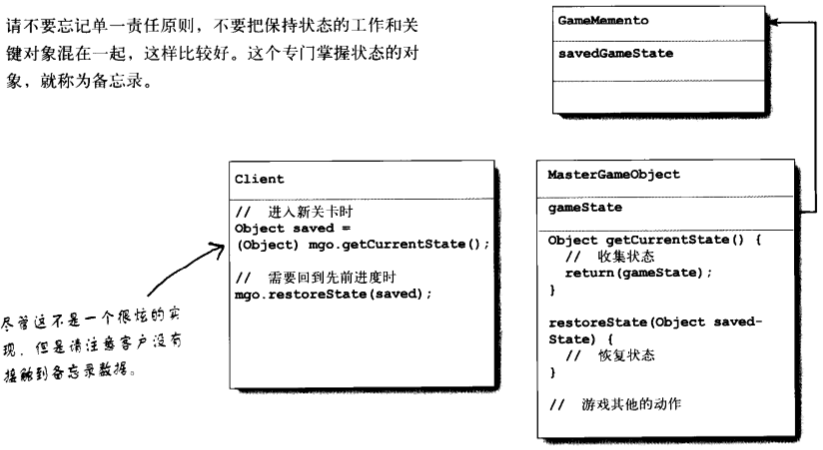 请不要忘记单一责任原则，不要把保持状态的工作和关
键对象混在一起，这样比较好。这个专门掌握状态的对
象，就称为备忘录。
GameMemento
savedGameState
Client
// 进入新关卡时
Object saved =
(Object) mgo.getCurrentState();
// 需要回到先前进度时
mgo.restoreState(saved);
尽管这不是一个很炫的实
现，但是请注意客户没有
接触到备忘录数据。
MasterGameObject
gameState
Object getCurrentState() {
// 收集状态
return(gameState);
}
restoreState(Object saved-
State) {
// 恢复状态
}
// 游戏其他的动作